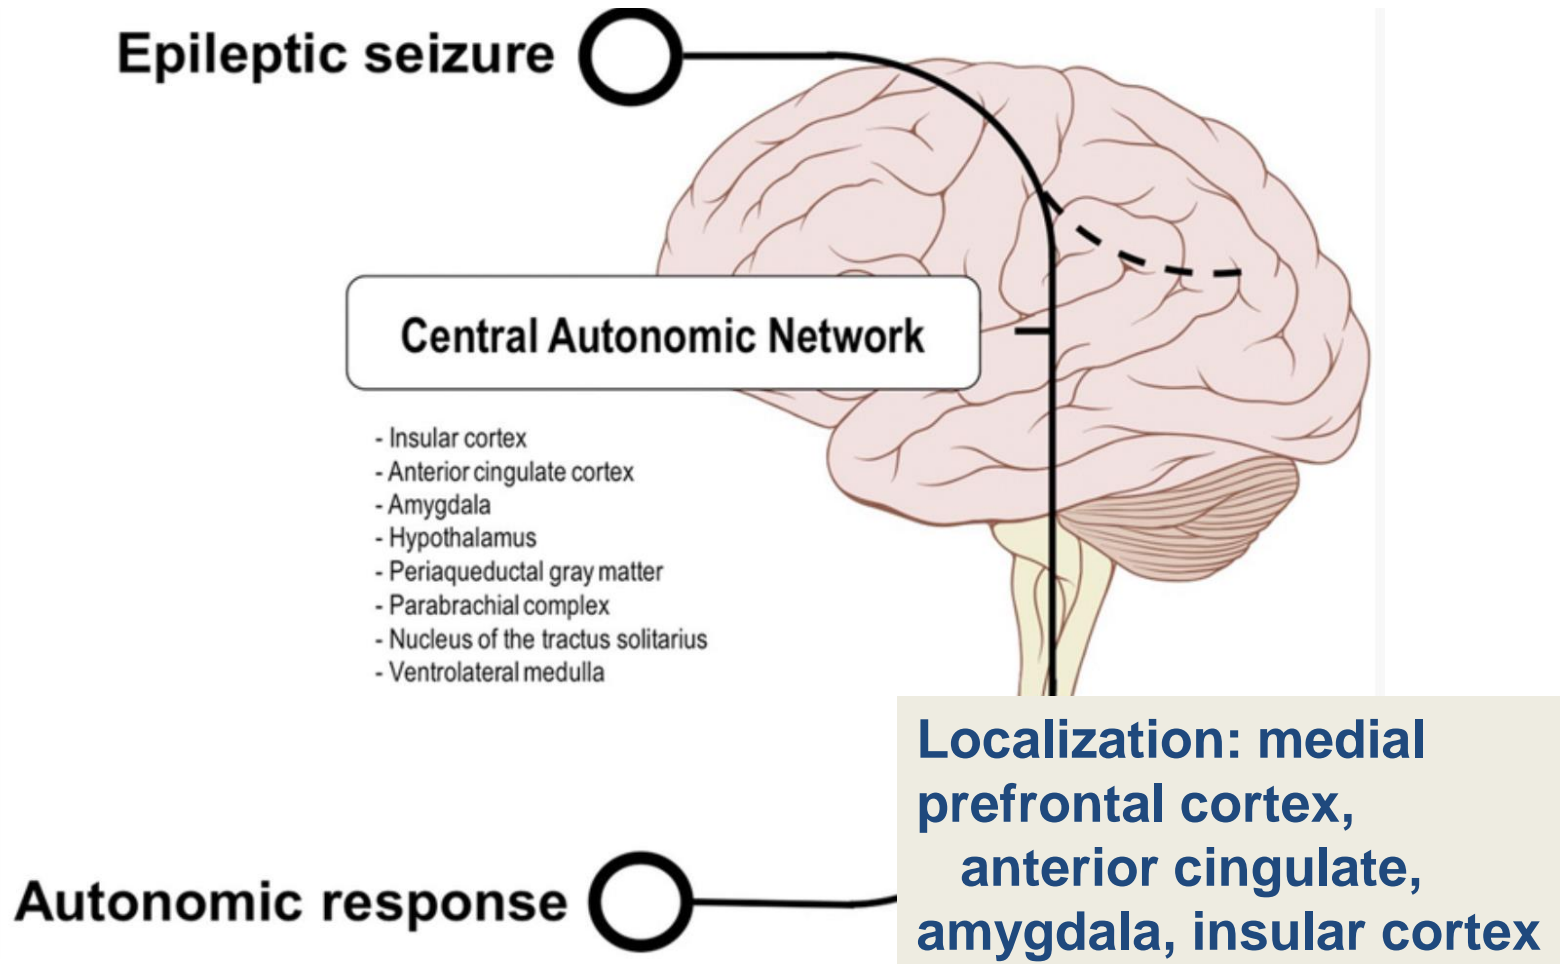 Epileptic seizure
Central Autonomic Network
- Insular cortex
- Anterior cingulate cortex
- Amygdala
- Hypothalamus
- Periaqueductal gray matter
- Parabrachial complex
- Nucleus of the tractus solitarius
- Ventrolateral medulla
Localization: medial
prefrontal cortex,
anterior cingulate,
amygdala, insular cortex
Autonomic response